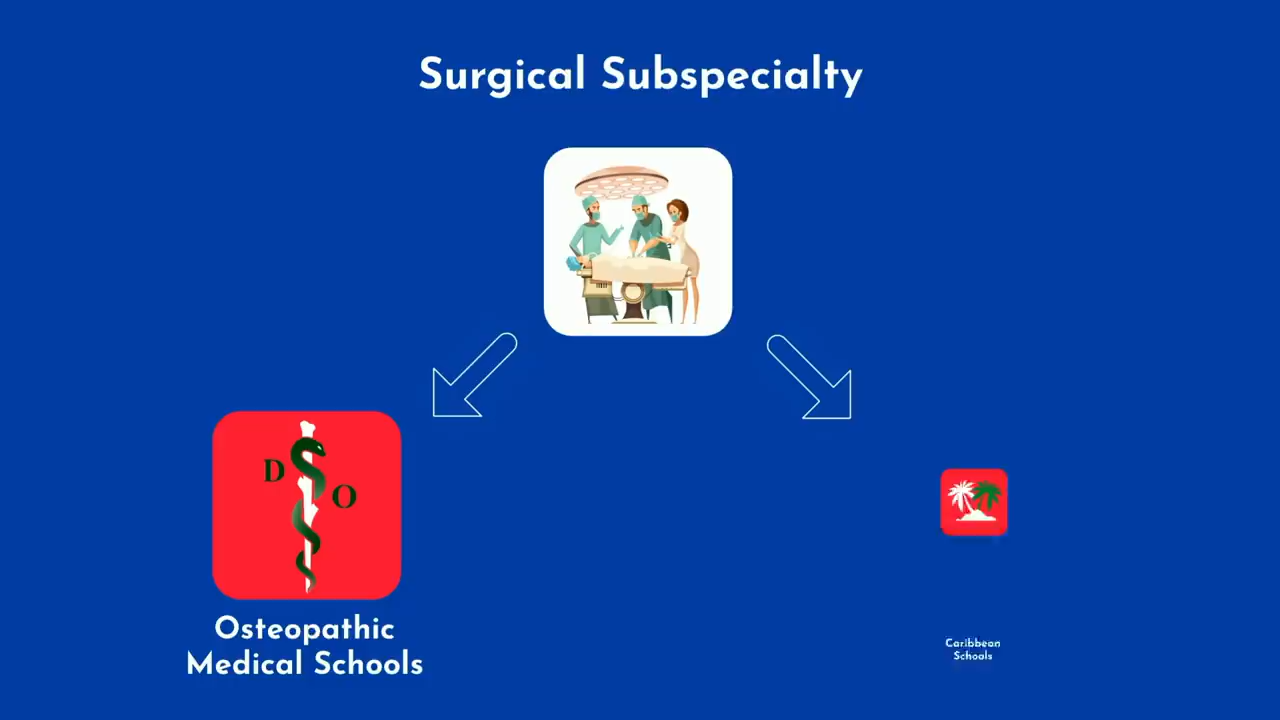 Surgical Subspecialty
D
O
Osteopathic
Medical Schools
Caribbean
Schools